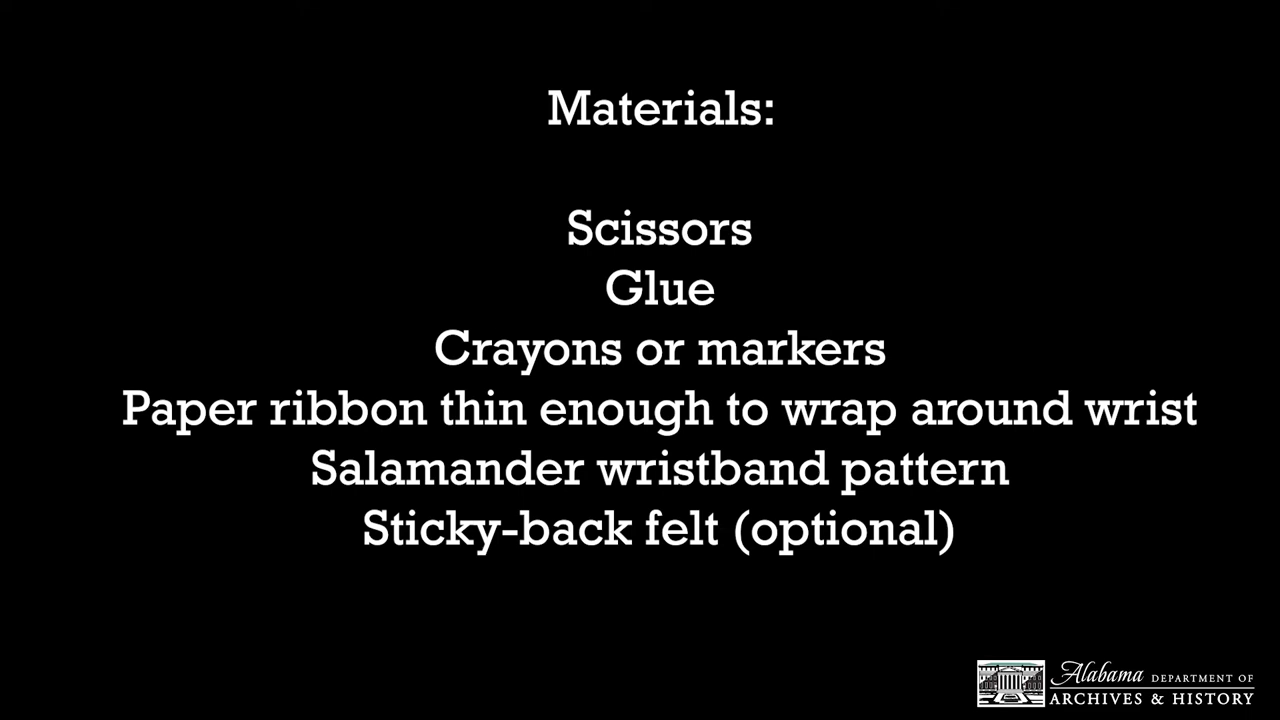 Materials:
Scissors
Glue
Crayons or markers
Paper ribbon thin enough to wrap around wrist
Salamander wristband pattern
Sticky-back felt (optional)
Alabama DEPARTMENT OF
ARCHIVES & HISTORY